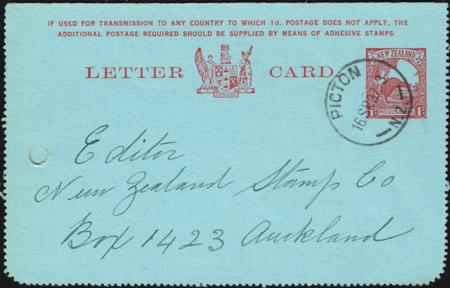 IF USED FOR TRANSMISSION TO ANY COUNTRY TO WHICH 1d. POSTAGE DOES NOT APPLY, THE
ADDITIONAL POSTAGE REQUIRED SHOULD BE SUPPLIED BY MEANS OF ADHESIVE STAMPS.
LETTER CARD
NEW ZEALAND
PICTON
N.Z
Editor
New Zealand Stamp Co
Box 1423 Auckland